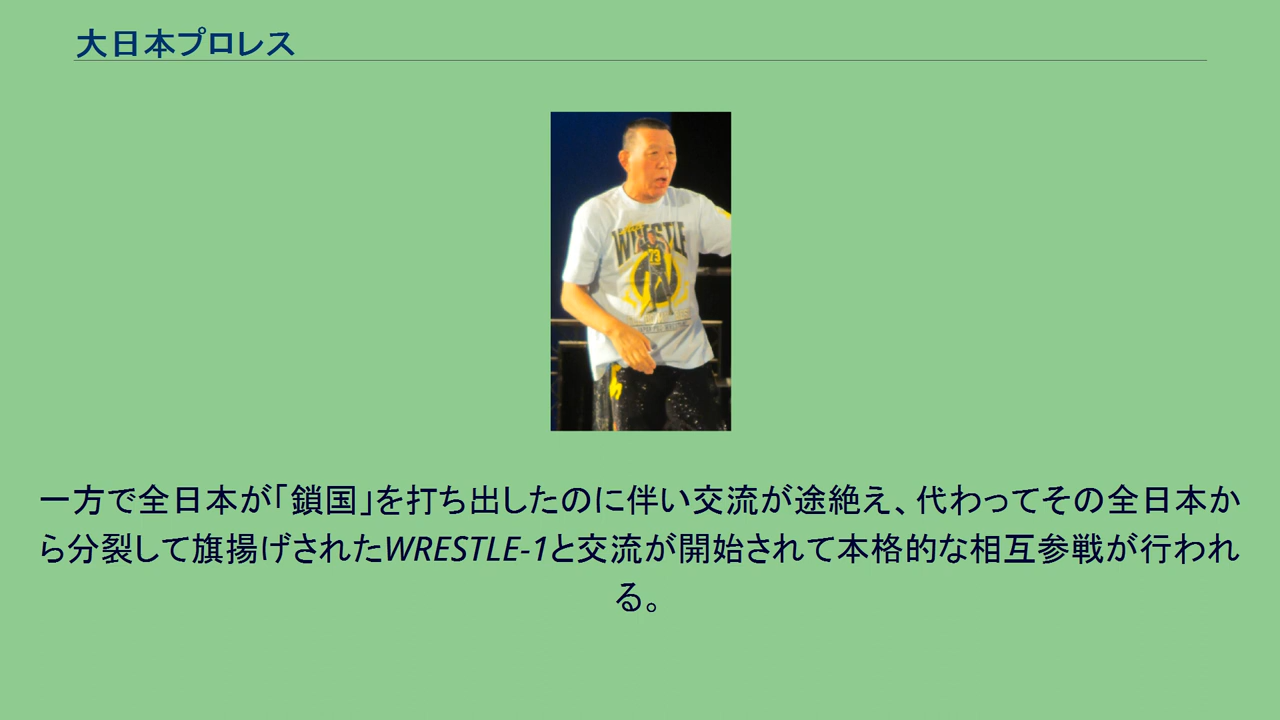 大日本プロレス
WRESTLE
73
一方で全日本が「鎖国」を打ち出したのに伴い交流が途絶え、代わってその全日本か
ら分裂して旗揚げされたWRESTLE-1と交流が開始されて本格的な相互参戦が行われ
る。